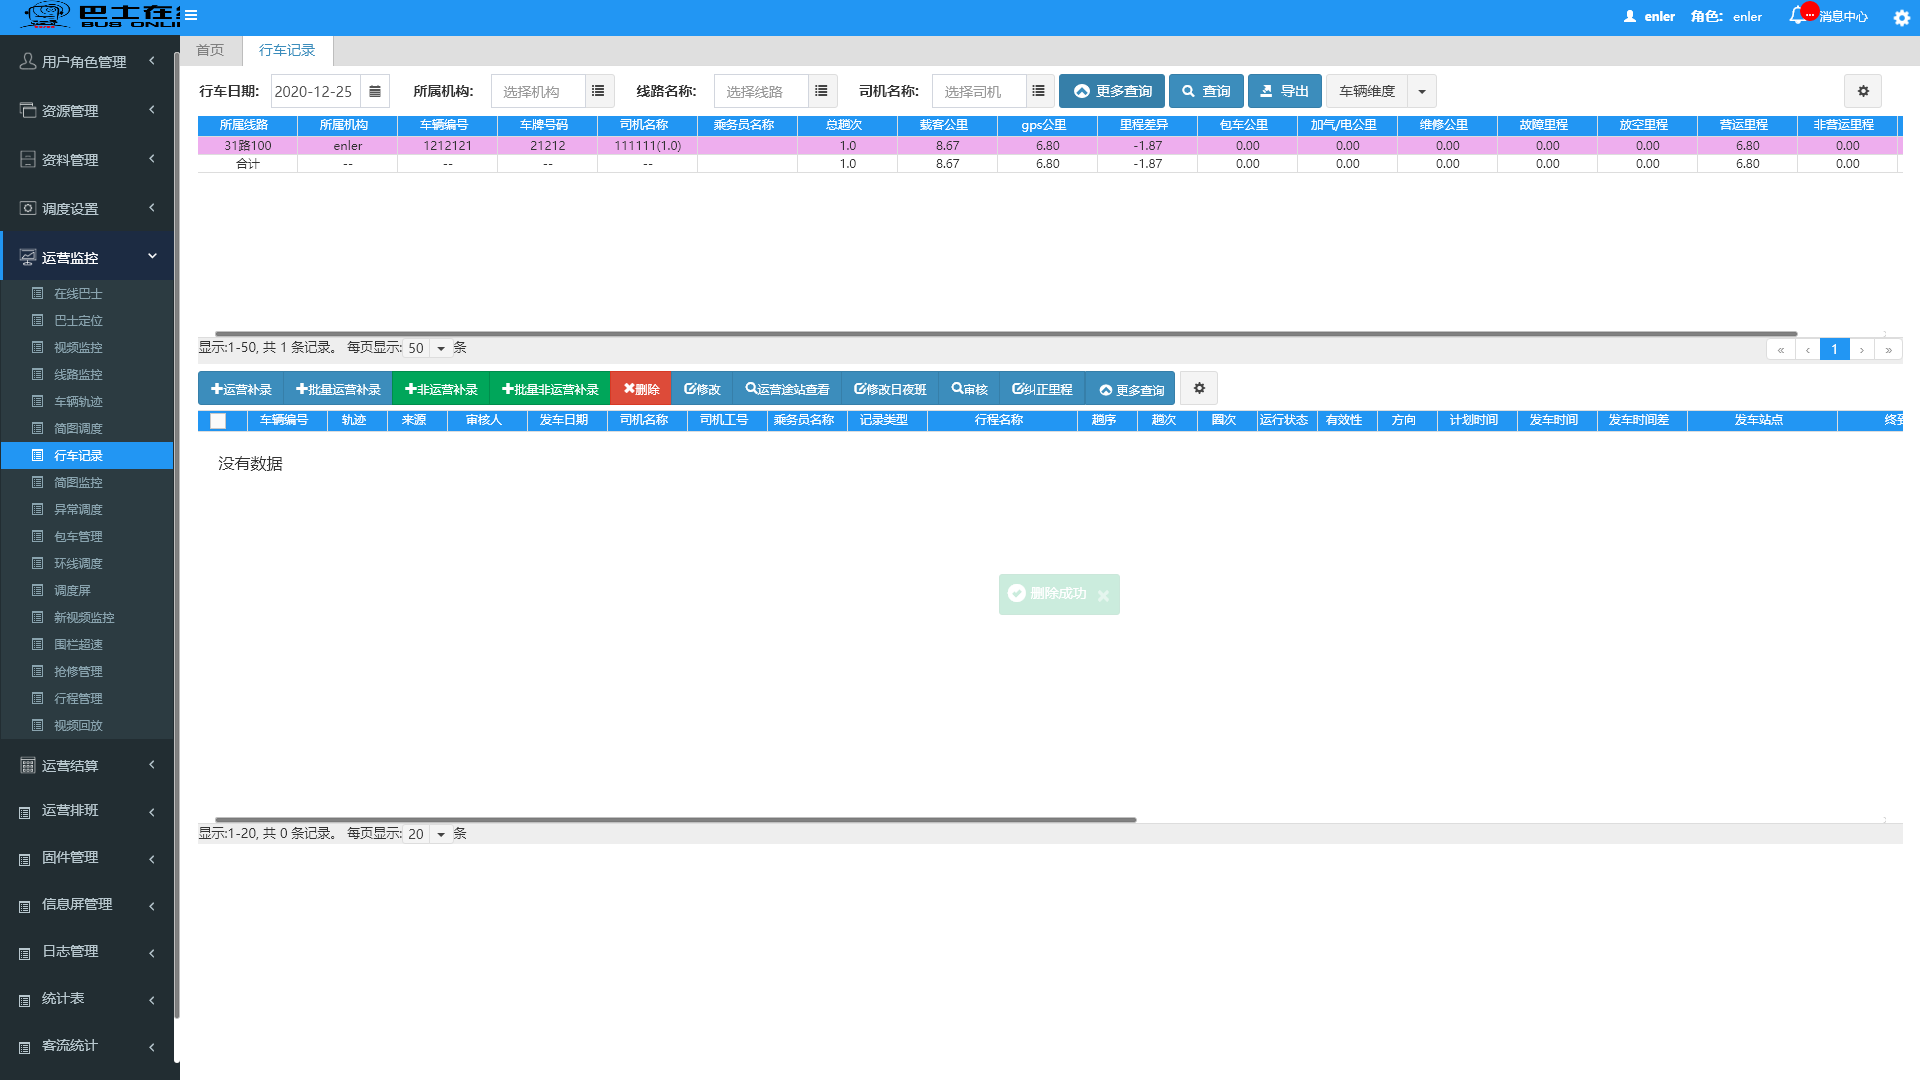 巴士在线
BUS ONLI
enler 角色: enler ... 消息中心
用户角色管理
资源管理
资料管理
调度设置
运营监控
在线巴士
巴士定位
视频监控
线路监控
车辆轨迹
简图调度
行车记录
简图监控
异常调度
包车管理
环线调度
调度屏
新视频监控
围栏超速
抢修管理
行程管理
视频回放
运营结算
运营排班
固件管理
信息屏管理
日志管理
统计表
客流统计
首页 行车记录
行车日期: 2020-12-25 所属机构: 选择机构 线路名称: 选择线路 司机名称: 选择司机 更多查询 查询 导出 车辆维度
所属线路 所属机构 车辆编号 车牌号码 司机名称 乘务员名称 总趟次 载客公里 gps公里 里程差异 包车公里 加气/电公里 维修公里 故障里程 放空里程 营运里程 非营运里程
31路100 enler 1212121 21212 111111(1.0) 1.0 8.67 6.80 -1.87 0.00 0.00 0.00 0.00 0.00 6.80 0.00
合计 -- -- -- -- 1.0 8.67 6.80 -1.87 0.00 0.00 0.00 0.00 0.00 6.80 0.00
显示:1-50, 共 1 条记录。 每页显示: 50 条 « ‹ 1 › »
运营补录 批量运营补录 非运营补录 批量非运营补录 删除 修改 运营途站查看 修改日夜班 审核 纠正里程 更多查询
车辆编号 轨迹 来源 审核人 发车日期 司机名称 司机工号 乘务员名称 记录类型 行程名称 趟序 趟次 圈次 运行状态 有效性 方向 计划时间 发车时间 发车时间差 发车站点 终到
没有数据
删除成功
显示:1-20, 共 0 条记录。 每页显示: 20 条